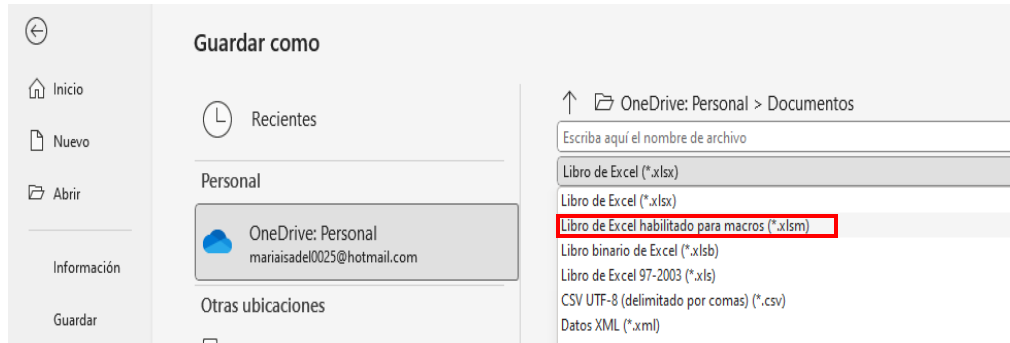 Guardar como
Inicio
Nuevo
Abrir
Información
Guardar
Recientes
Personal
OneDrive: Personal
mariaisadel0025@hotmail.com
Otras ubicaciones
OneDrive: Personal > Documentos
Escriba aquí el nombre de archivo
Libro de Excel (*.xlsx)
Libro de Excel (*.xlsx)
Libro de Excel habilitado para macros (*.xlsm)
Libro binario de Excel (*.xlsb)
Libro de Excel 97-2003 (*.xls)
CSV UTF-8 (delimitado por comas) (*.csv)
Datos XML (*.xml)